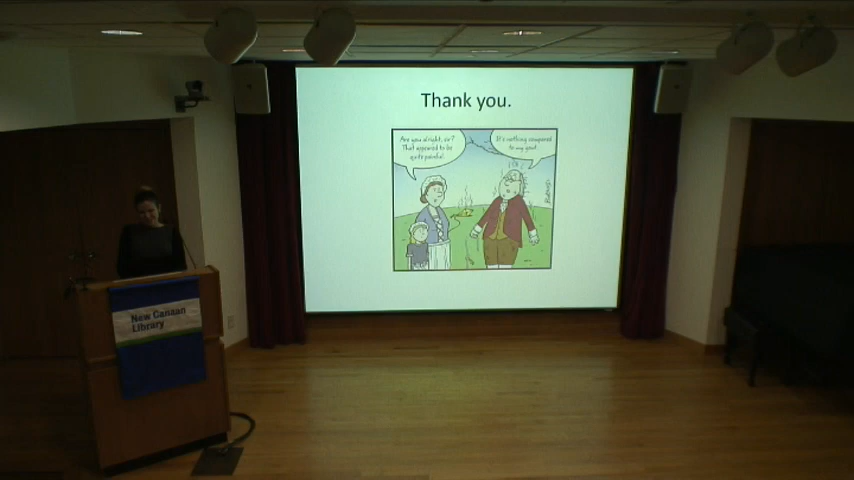 Thank you.
Are you alright, sir?
That appeared to be
quite painful.
It's nothing compared
to my gout.
New Canaan
Library